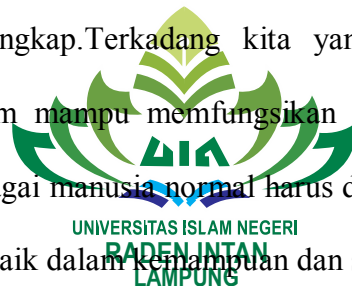 ngkap.Terkadang kita yan
m mampu memfungsikan
UIN
gai manusia normal harus d
UNIVERSITAS ISLAM NEGERI
RADEN INTAN
aik dalam kemampuan dan
LAMPUNG